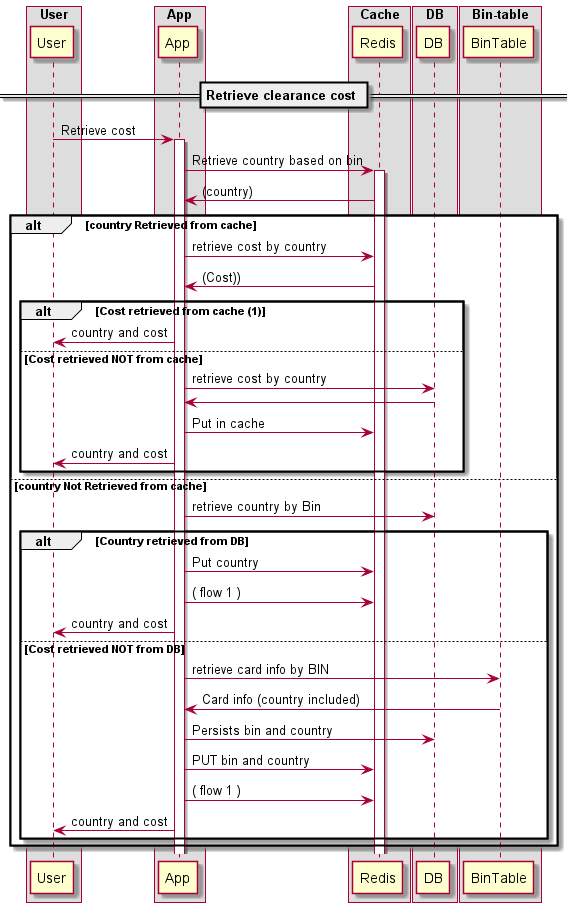 User App Cache DB Bin-table
User App Redis DB BinTable
Retrieve clearance cost
Retrieve cost
Retrieve country based on bin
(country)
alt [country Retrieved from cache]
retrieve cost by country
(Cost))
alt [Cost retrieved from cache (1)]
country and cost
[Cost retrieved NOT from cache]
retrieve cost by country
Put in cache
country and cost
[country Not Retrieved from cache]
retrieve country by Bin
alt [Country retrieved from DB]
Put country
( flow 1 )
country and cost
[Cost retrieved NOT from DB]
retrieve card info by BIN
Card info (country included)
Persists bin and country
PUT bin and country
( flow 1 )
country and cost
User App Redis DB BinTable